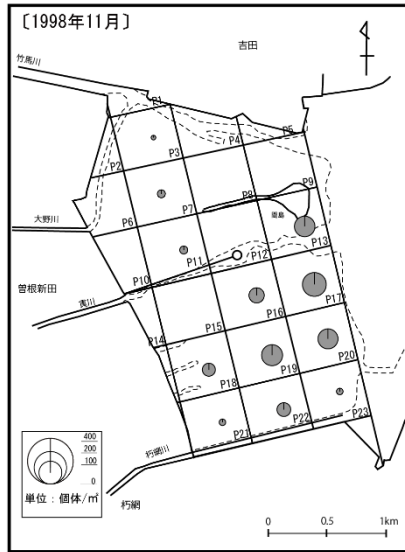 〔1998年11月〕
吉田
竹馬川
P1
P2
P3
P4
P5
P6
P7
P8
P9
間島
大野川
P10
P11
P12
P13
曽根新田
貫川
P14
P15
P16
P17
P18
P19
P20
P21
P22
P23
朽網川
朽網
400
200
100
0
単位：個体/㎡
0 0.5 1km